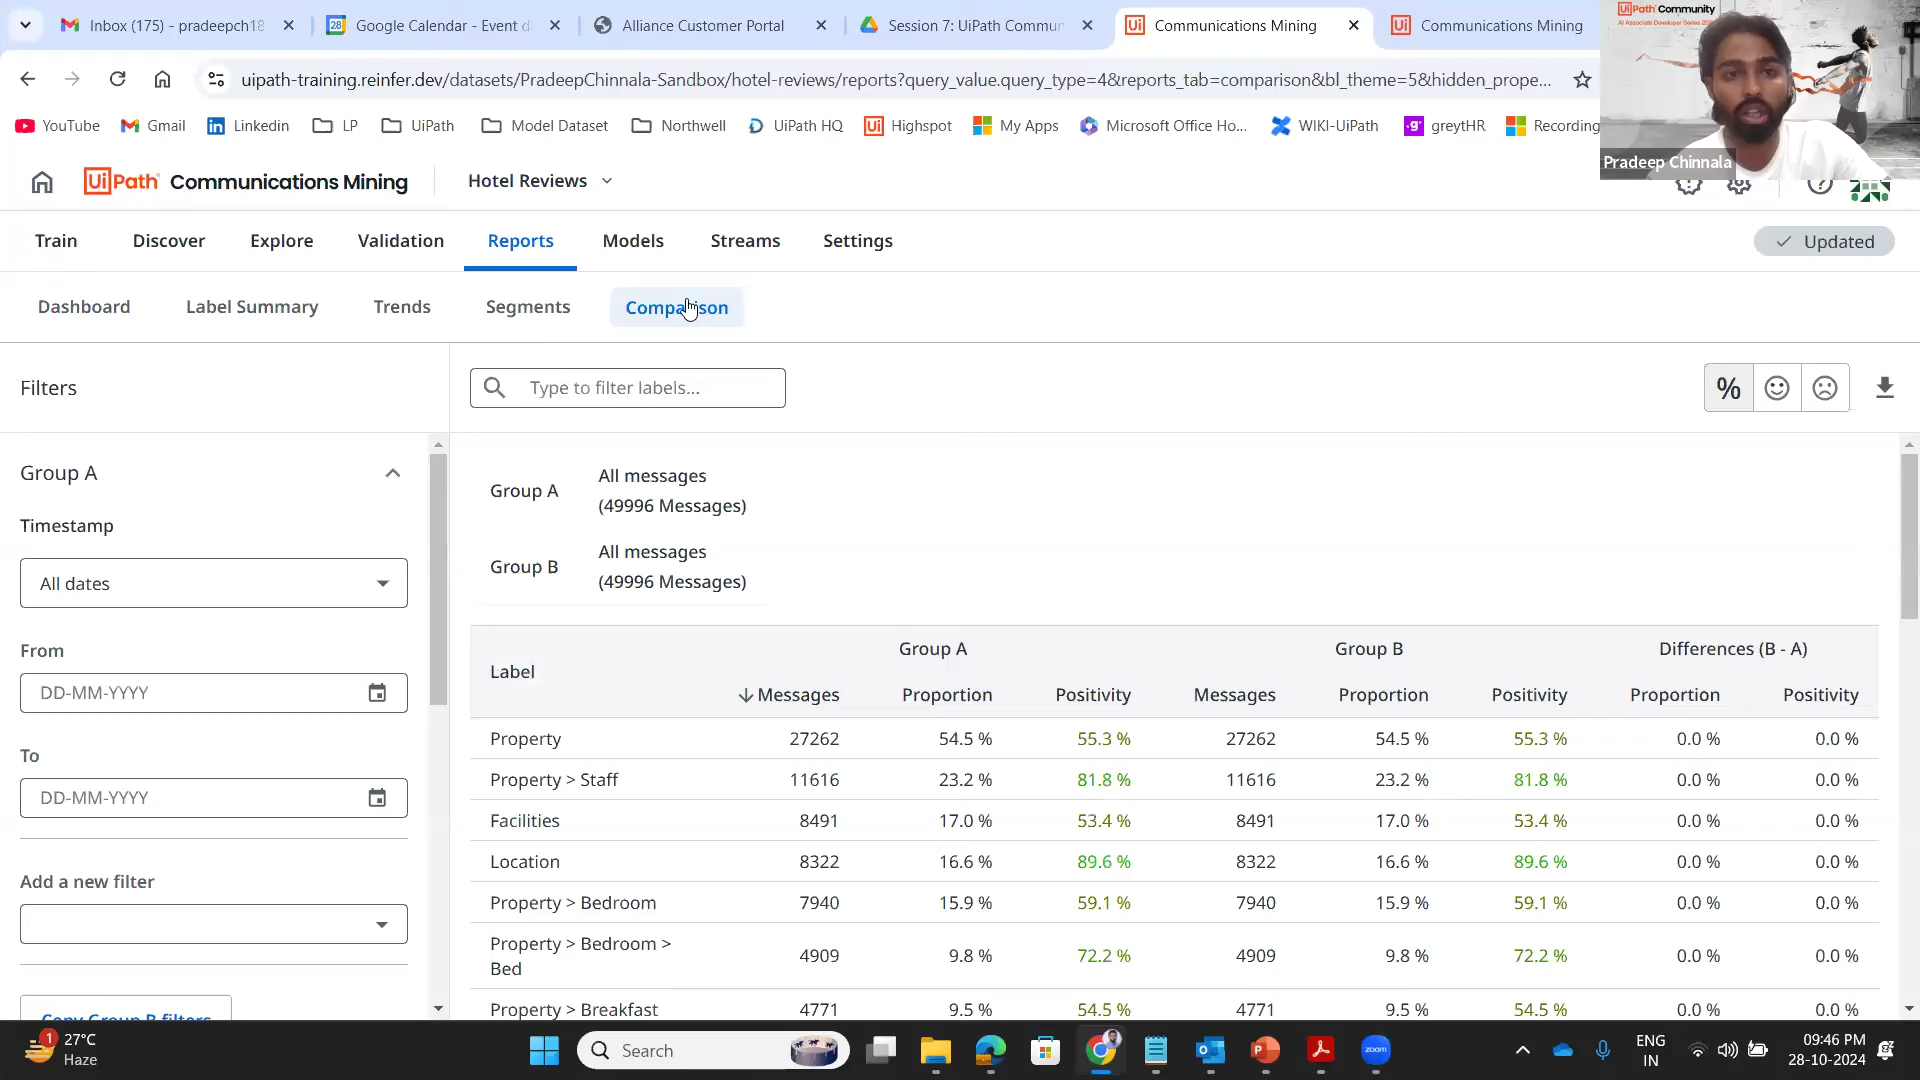 Inbox (175) - pradeepch18
Google Calendar - Event d
Alliance Customer Portal
Session 7: UiPath Commun
Communications Mining
Communications Mining
uipath-training.reinfer.dev/datasets/PradeepChinnala-Sandbox/hotel-reviews/reports?query_value.query_type=4&reports_tab=comparison&bl_theme=5&hidden_prope...
YouTube
Gmail
Linkedin
LP
UiPath
Model Dataset
Northwell
UiPath HQ
Highspot
My Apps
Microsoft Office Ho...
WIKI-UiPath
greytHR
Recording
UiPath Community
AI Associate Developer Series
Pradeep Chinnala
UiPath Communications Mining
Hotel Reviews
Train
Discover
Explore
Validation
Reports
Models
Streams
Settings
Updated
Dashboard
Label Summary
Trends
Segments
Comparison
Filters
Type to filter labels...
%
Group A
Timestamp
All dates
From
DD-MM-YYYY
To
DD-MM-YYYY
Add a new filter
Copy Group B filters
Group A All messages
(49996 Messages)
Group B All messages
(49996 Messages)
Label Group A Group B Differences (B - A)
Messages Proportion Positivity Messages Proportion Positivity Proportion Positivity
Property 27262 54.5 % 55.3 % 27262 54.5 % 55.3 % 0.0 % 0.0 %
Property > Staff 11616 23.2 % 81.8 % 11616 23.2 % 81.8 % 0.0 % 0.0 %
Facilities 8491 17.0 % 53.4 % 8491 17.0 % 53.4 % 0.0 % 0.0 %
Location 8322 16.6 % 89.6 % 8322 16.6 % 89.6 % 0.0 % 0.0 %
Property > Bedroom 7940 15.9 % 59.1 % 7940 15.9 % 59.1 % 0.0 % 0.0 %
Property > Bedroom >
Bed 4909 9.8 % 72.2 % 4909 9.8 % 72.2 % 0.0 % 0.0 %
Property > Breakfast 4771 9.5 % 54.5 % 4771 9.5 % 54.5 % 0.0 % 0.0 %
1
27°C
Haze
Search
zoom
ENG
IN
09:46 PM
28-10-2024